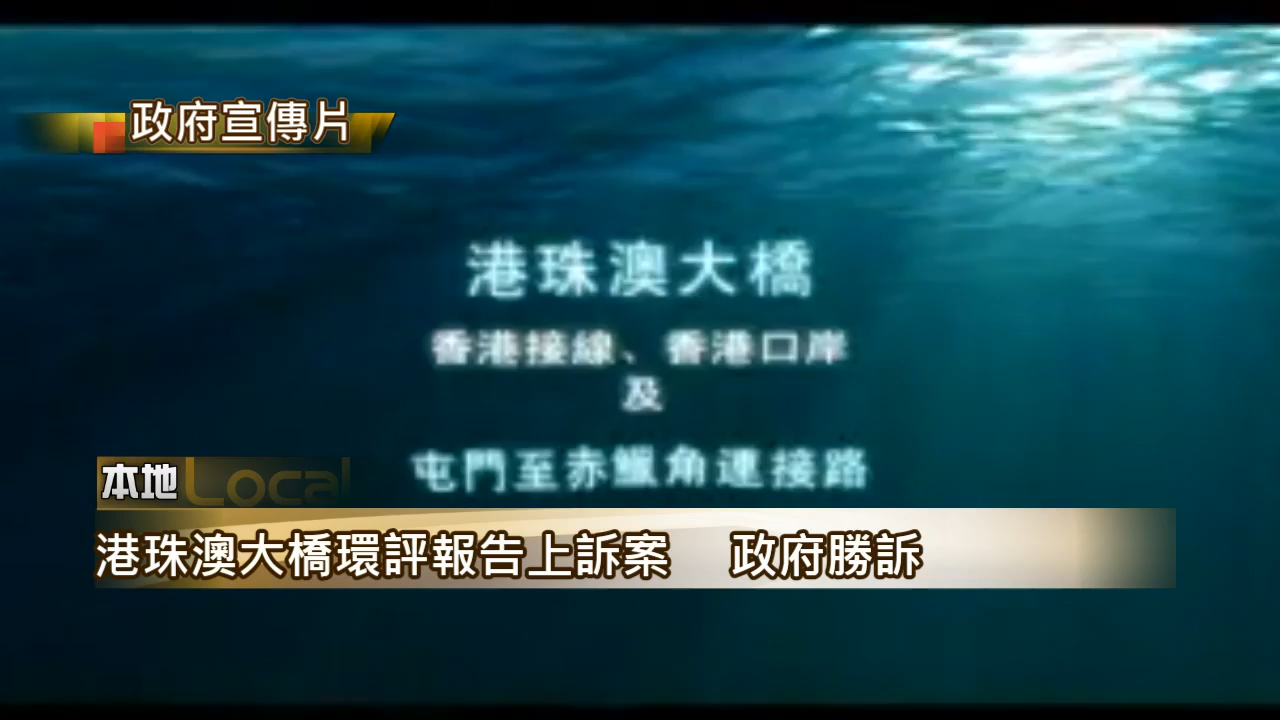 政府宣傳片
港珠澳大橋
香港接線、香港口岸
及
屯門至赤鱲角連接路
本地 Local
港珠澳大橋環評報告上訴案 政府勝訴